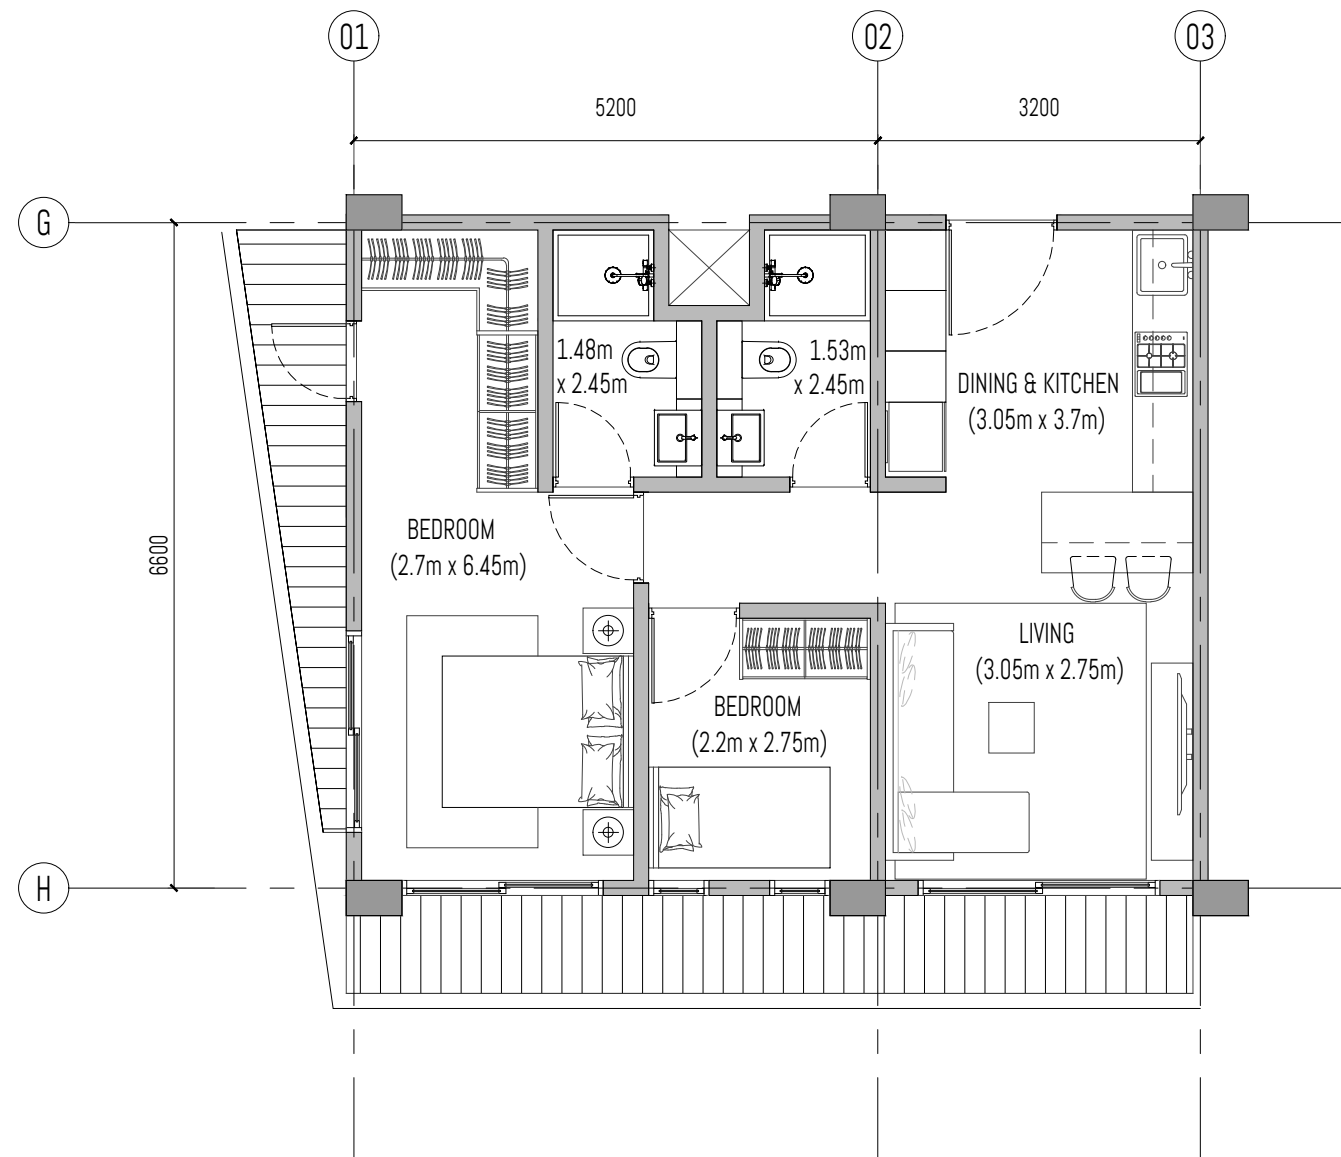 01
02
03
5200
3200
G
1.48m
x 2.45m
1.53m
x 2.45m
DINING & KITCHEN
(3.05m x 3.7m)
BEDROOM
(2.7m x 6.45m)
6600
LIVING
(3.05m x 2.75m)
BEDROOM
(2.2m x 2.75m)
H